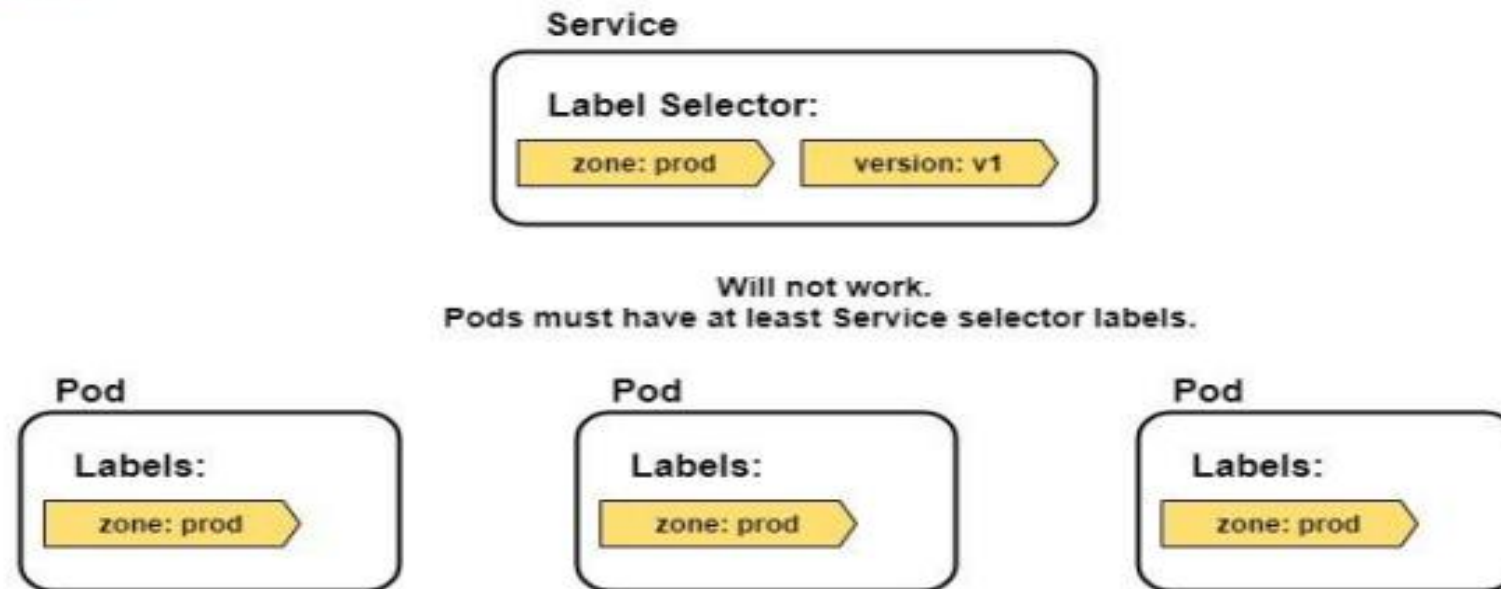 Service
Label Selector:
zone: prod
version: v1
Will not work.
Pods must have at least Service selector labels.
Pod
Labels:
zone: prod
Pod
Labels:
zone: prod
Pod
Labels:
zone: prod